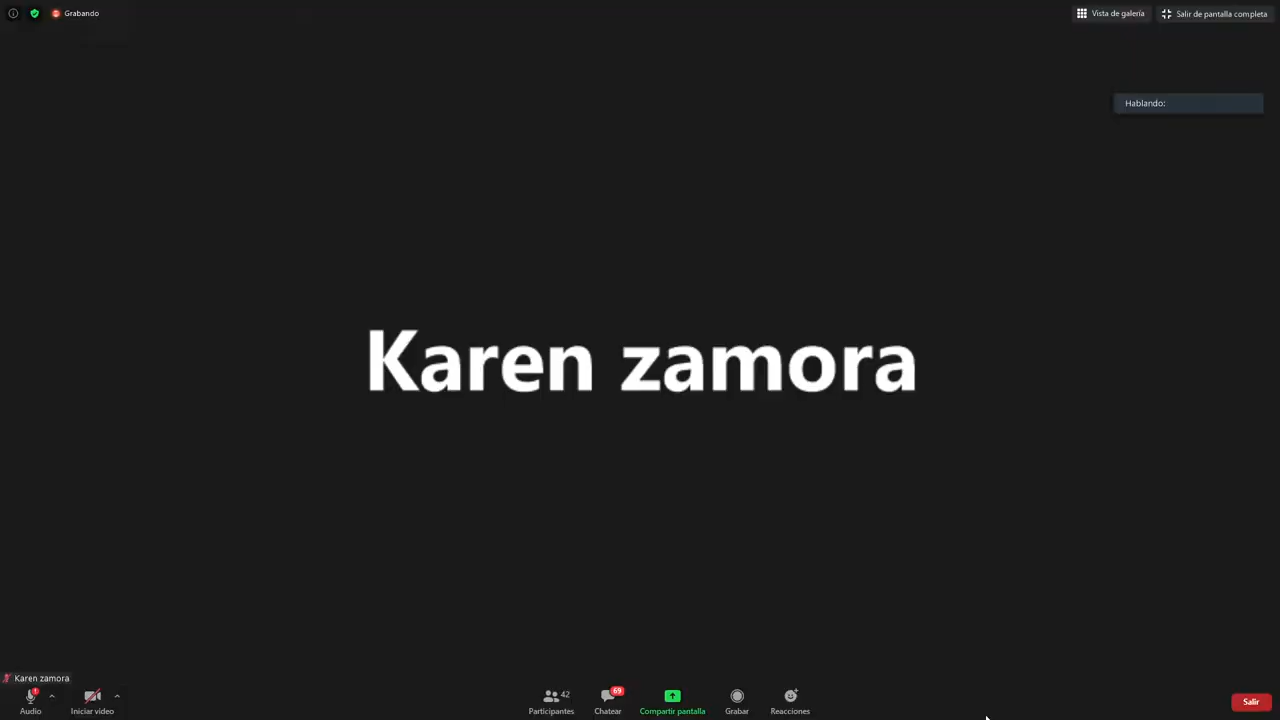 Grabando
Vista de galería
Salir de pantalla completa
Hablando:
Karen zamora
Karen zamora
Audio
Iniciar video
42
Participantes
69
Chatear
Compartir pantalla
Grabar
Reacciones
Salir